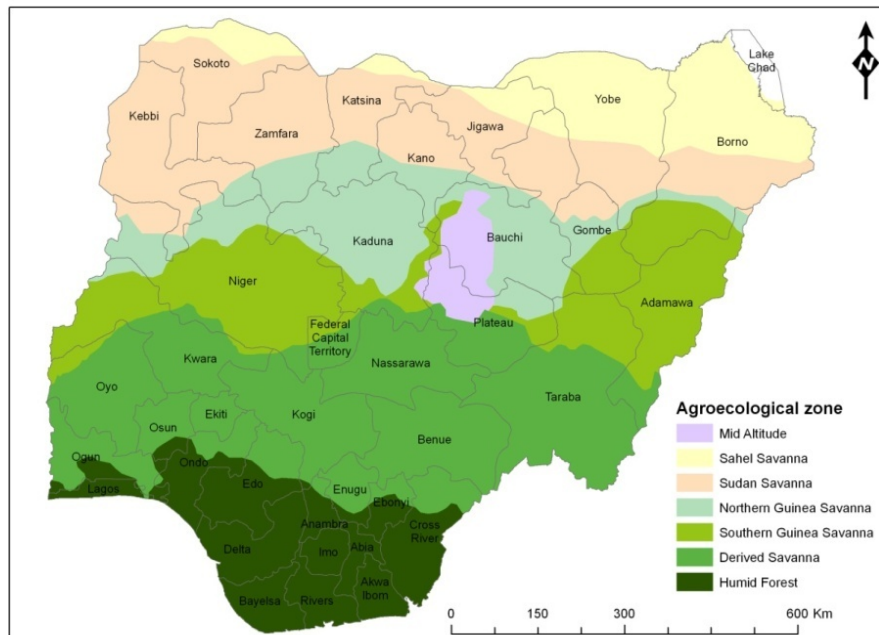 N
Lake
Chad
Sokoto
Yobe
Katsina
Kebbi
Jigawa
Zamfara
Borno
Kano
Gombe
Bauchi
Kaduna
Niger
Adamawa
Plateau
Federal
Capital
Territory
Kwara
Nassarawa
Oyo
Taraba
Ekiti
Kogi
Osun
Benue
Ogun
Ondo
Lagos
Edo
Enugu
Ebonyi
Anambra
Cross
River
Delta
Imo
Abia
Akwa
Ibom
Bayelsa
Rivers
Agroecological zone
Mid Altitude
Sahel Savanna
Sudan Savanna
Northern Guinea Savanna
Southern Guinea Savanna
Derived Savanna
Humid Forest
0 150 300 600 Km